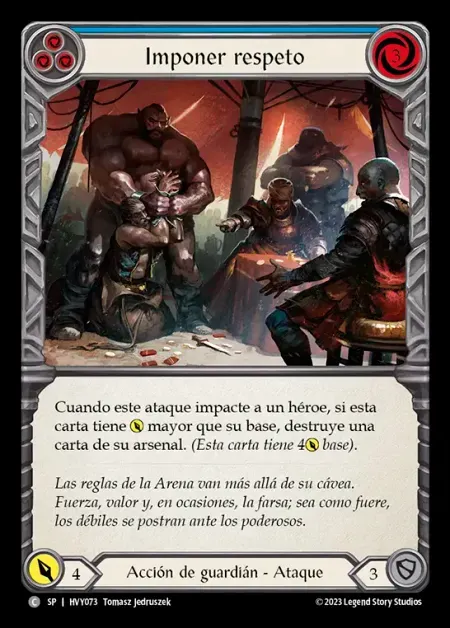 Imponer respeto
3
Cuando este ataque impacte a un héroe, si esta
carta tiene mayor que su base, destruye una
carta de su arsenal. (Esta carta tiene 4 base).
Las reglas de la Arena van más allá de su cávea.
Fuerza, valor y, en ocasiones, la farsa; sea como fuere,
los débiles se postran ante los poderosos.
4 Acción de guardián - Ataque 3
C SP | HVY073 Tomasz Jedruszek © 2023 Legend Story Studios